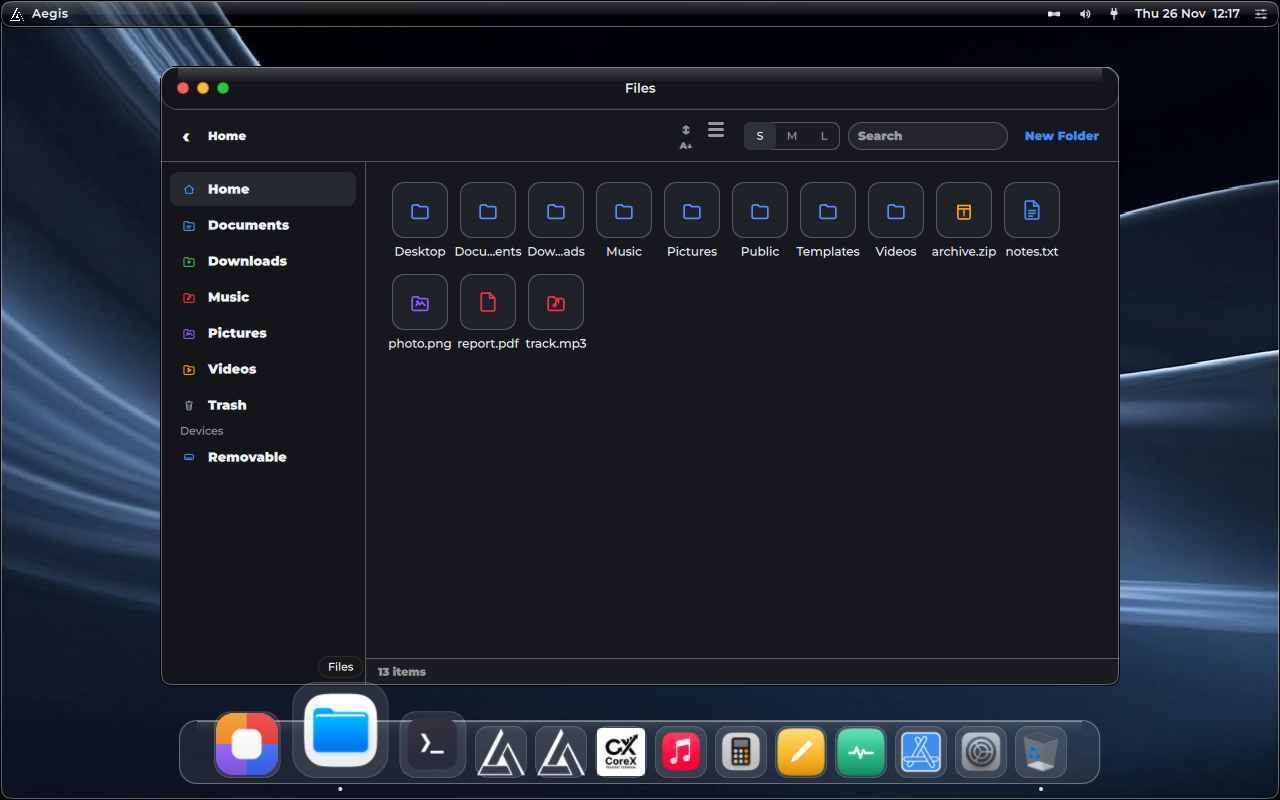 Aegis
Thu 26 Nov 12:17
Files
Home
A+
S M L
Search
New Folder
Home
Documents
Downloads
Music
Pictures
Videos
Trash
Devices
Removable
Desktop Docu...ents Dow...ads Music Pictures Public Templates Videos archive.zip notes.txt
photo.png report.pdf track.mp3
13 items
Files
CX
CoreX